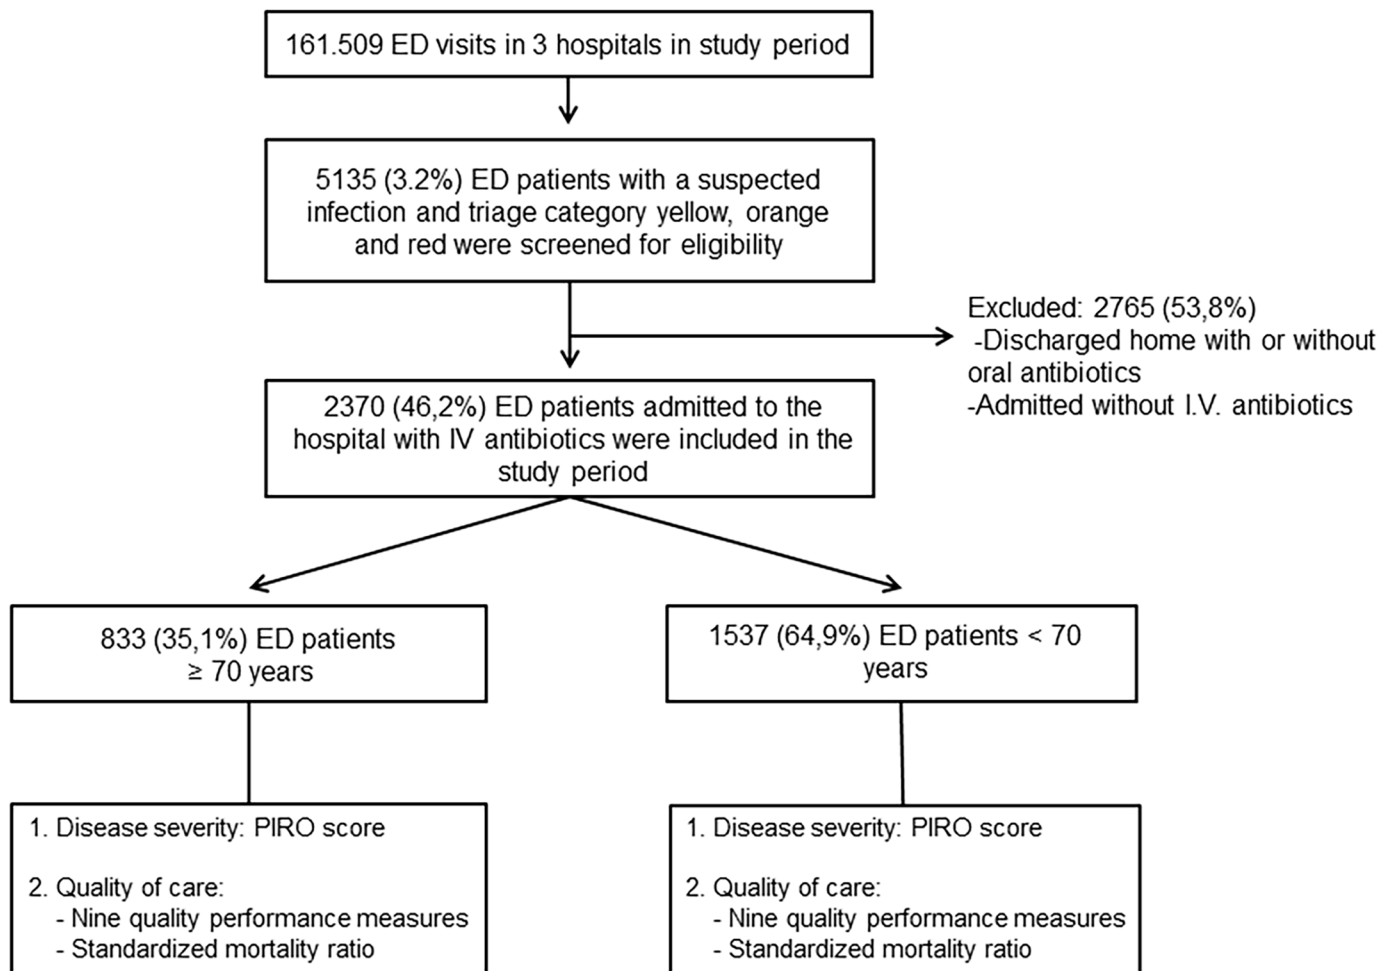 161.509 ED visits in 3 hospitals in study period
5135 (3.2%) ED patients with a suspected
infection and triage category yellow, orange
and red were screened for eligibility
Excluded: 2765 (53,8%)
-Discharged home with or without
oral antibiotics
-Admitted without I.V. antibiotics
2370 (46,2%) ED patients admitted to the
hospital with IV antibiotics were included in the
study period
833 (35,1%) ED patients
≥ 70 years
1537 (64,9%) ED patients < 70
years
1. Disease severity: PIRO score
2. Quality of care:
- Nine quality performance measures
- Standardized mortality ratio
1. Disease severity: PIRO score
2. Quality of care:
- Nine quality performance measures
- Standardized mortality ratio